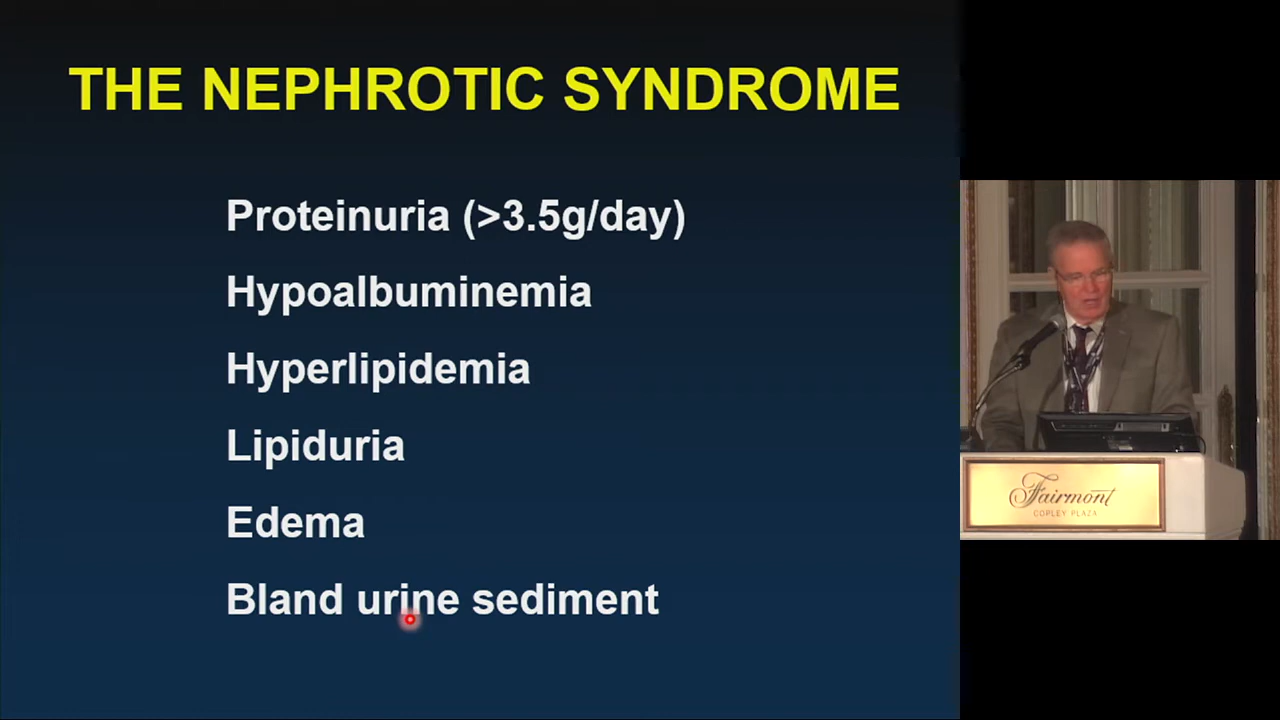 THE NEPHROTIC SYNDROME
Proteinuria (>3.5g/day)
Hypoalbuminemia
Hyperlipidemia
Lipiduria
Edema
Bland urine sediment
Fairmont
COPLEY PLAZA